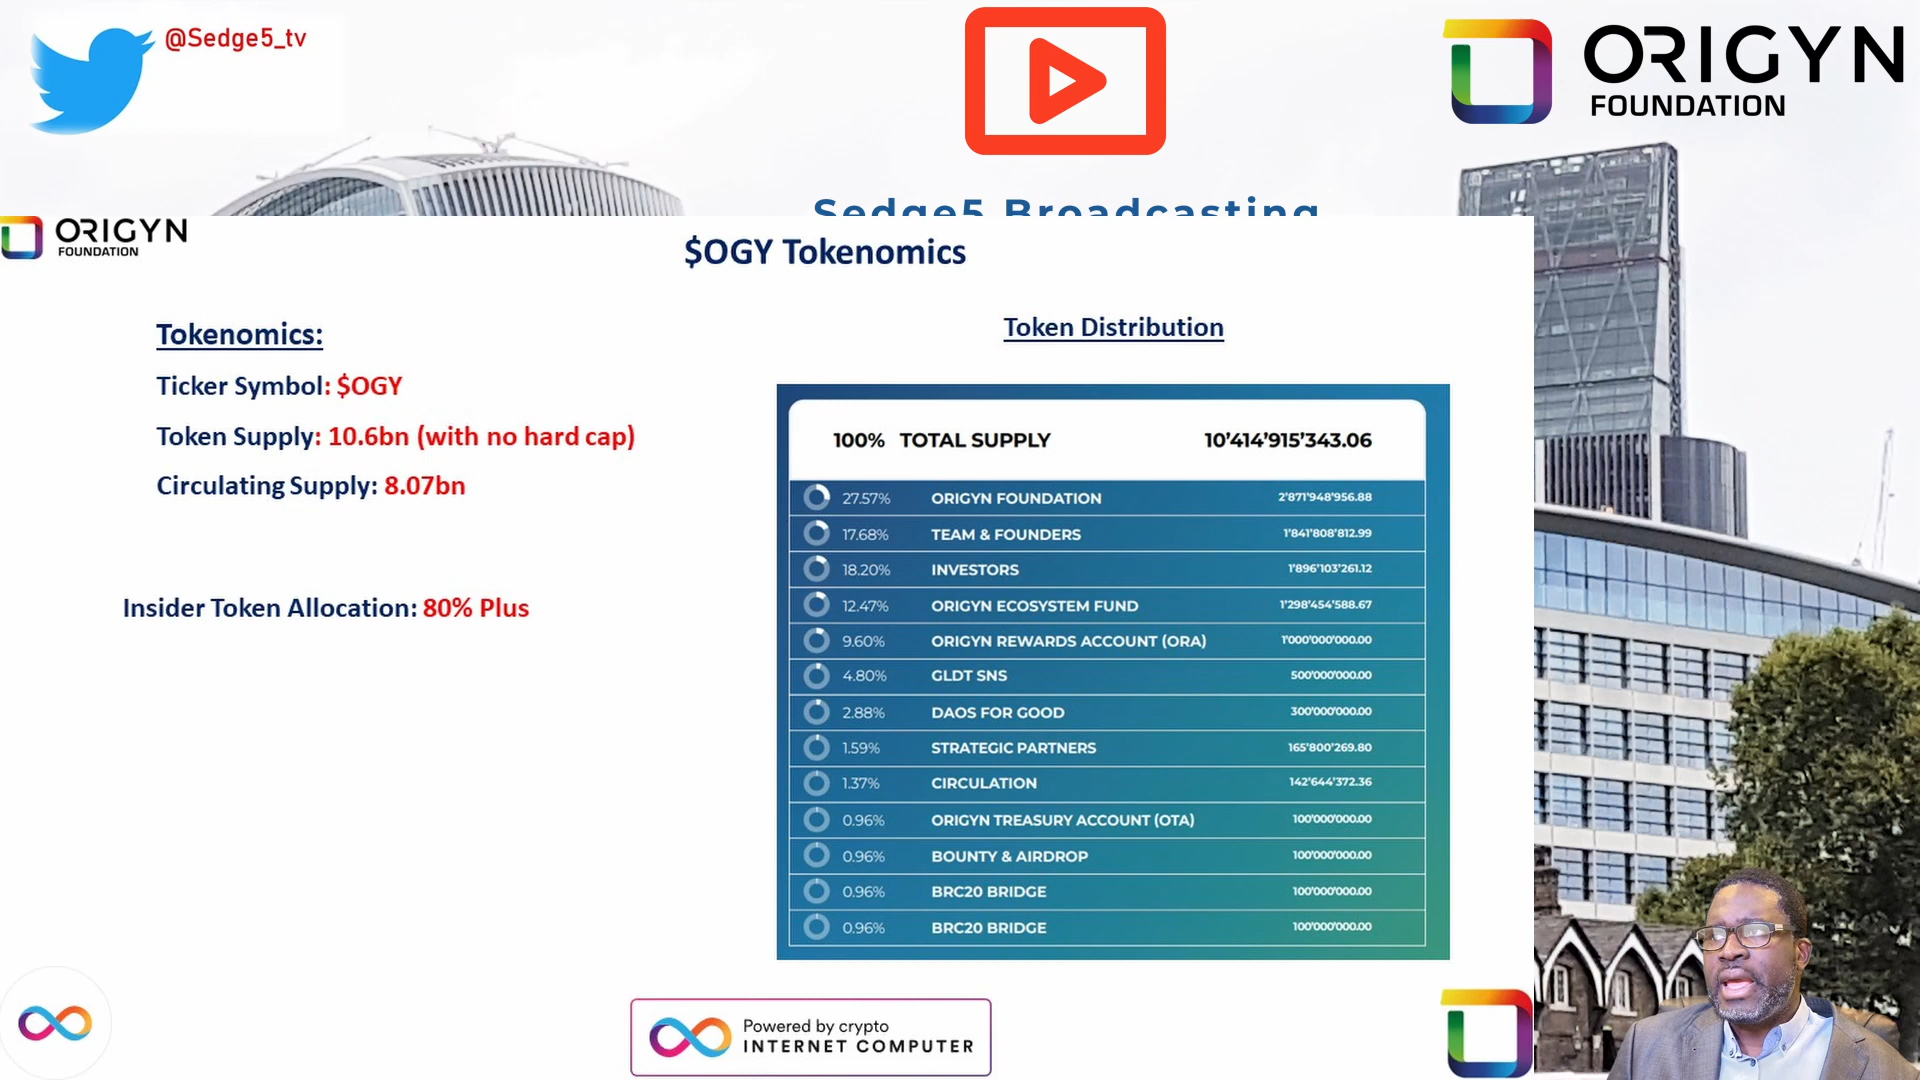 @Sedge5_tv
ORIGYN
FOUNDATION
Sedge5 Broadcasting
ORIGYN
FOUNDATION
$OGY Tokenomics
Tokenomics:
Ticker Symbol: $OGY
Token Supply: 10.6bn (with no hard cap)
Circulating Supply: 8.07bn
Insider Token Allocation: 80% Plus
Token Distribution
100% TOTAL SUPPLY 10'414'915'343.06
27.57% ORIGYN FOUNDATION 2'871'948'956.88
17.68% TEAM & FOUNDERS 1'841'808'812.99
18.20% INVESTORS 1'896'103'261.12
12.47% ORIGYN ECOSYSTEM FUND 1'298'454'588.67
9.60% ORIGYN REWARDS ACCOUNT (ORA) 1'000'000'000.00
4.80% GLDT SNS 500'000'000.00
2.88% DAOS FOR GOOD 300'000'000.00
1.59% STRATEGIC PARTNERS 165'800'269.80
1.37% CIRCULATION 142'644'372.36
0.96% ORIGYN TREASURY ACCOUNT (OTA) 100'000'000.00
0.96% BOUNTY & AIRDROP 100'000'000.00
0.96% BRC20 BRIDGE 100'000'000.00
0.96% BRC20 BRIDGE 100'000'000.00
Powered by crypto
INTERNET COMPUTER